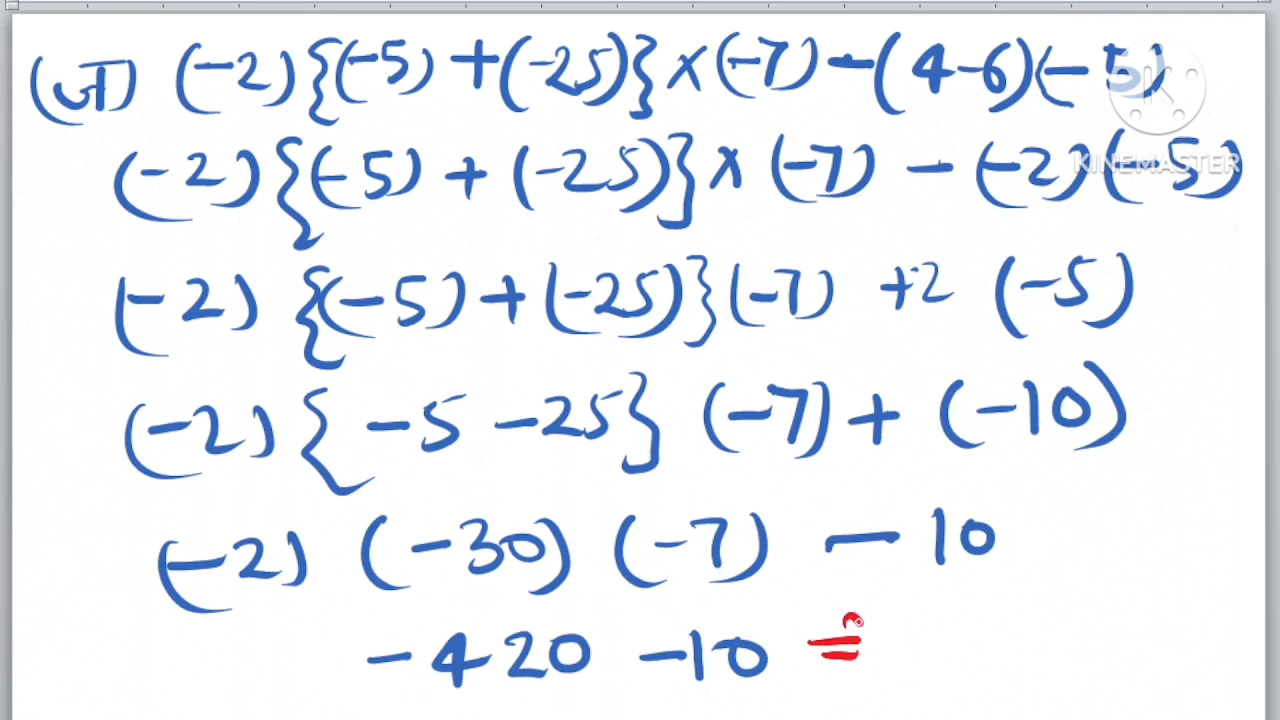 (ज) (-2){(-5) +(-25)} ×(-7) -(4-6)(-5)
(-2) {(-5) + (-25)} × (-7) - (-2)(-5)
KINEMASTER
(-2) {(-5) + (-25)} (-7) +2 (-5)
(-2) { -5 -25} (-7) + (-10)
(-2) (-30) (-7) - 10
-420 -10 =